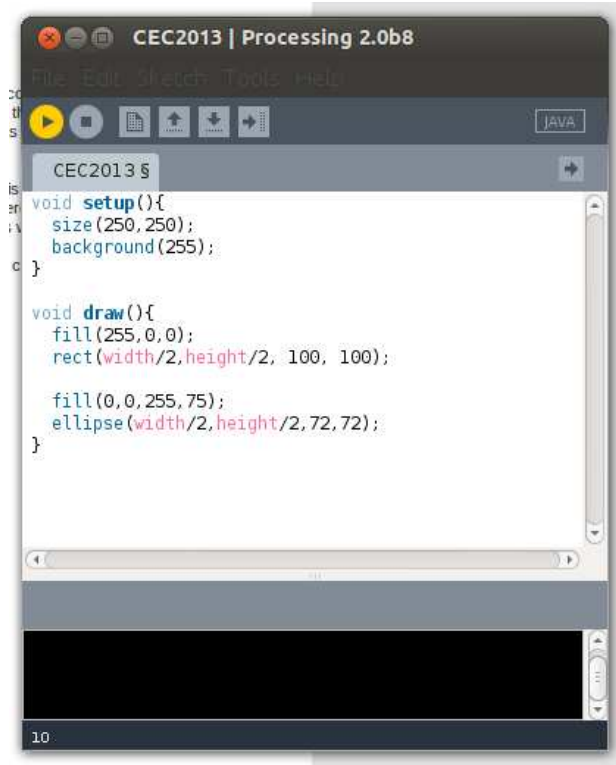 CEC2013 | Processing 2.0b8
File Edit Sketch Tools Help
JAVA
CEC2013 §
void setup(){
  size(250,250);
  background(255);
}
void draw(){
  fill(255,0,0);
  rect(width/2,height/2, 100, 100);
  fill(0,0,255,75);
  ellipse(width/2,height/2,72,72);
}
10